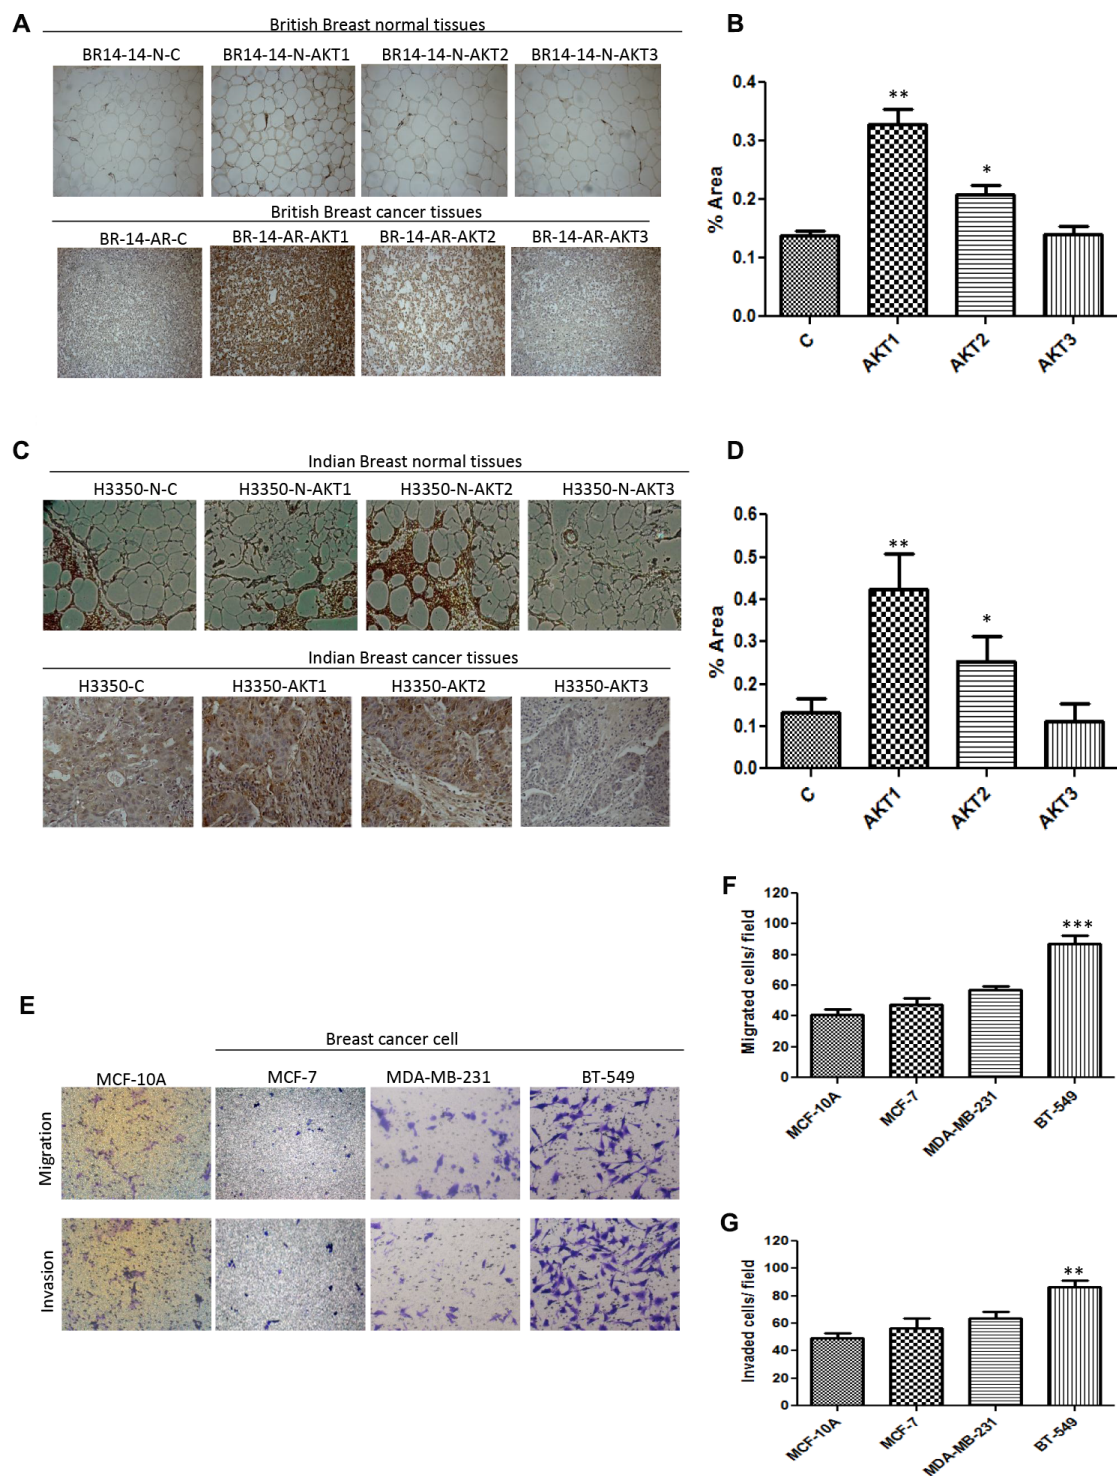 A
British Breast normal tissues
BR14-14-N-C BR14-14-N-AKT1 BR14-14-N-AKT2 BR14-14-N-AKT3
British Breast cancer tissues
BR-14-AR-C BR-14-AR-AKT1 BR-14-AR-AKT2 BR-14-AR-AKT3
B
% Area
0.4
0.3
0.2
0.1
0.0
** *
C AKT1 AKT2 AKT3
C
Indian Breast normal tissues
H3350-N-C H3350-N-AKT1 H3350-N-AKT2 H3350-N-AKT3
Indian Breast cancer tissues
H3350-C H3350-AKT1 H3350-AKT2 H3350-AKT3
D
% Area
0.6
0.5
0.4
0.3
0.2
0.1
0.0
** *
C AKT1 AKT2 AKT3
E
Breast cancer cell
MCF-10A MCF-7 MDA-MB-231 BT-549
Migration
Invasion
F
Migrated cells/ field
120
100
80
60
40
20
0
***
MCF-10A MCF-7 MDA-MB-231 BT-549
G
Invaded cells/ field
120
100
80
60
40
20
0
**
MCF-10A MCF-7 MDA-MB-231 BT-549